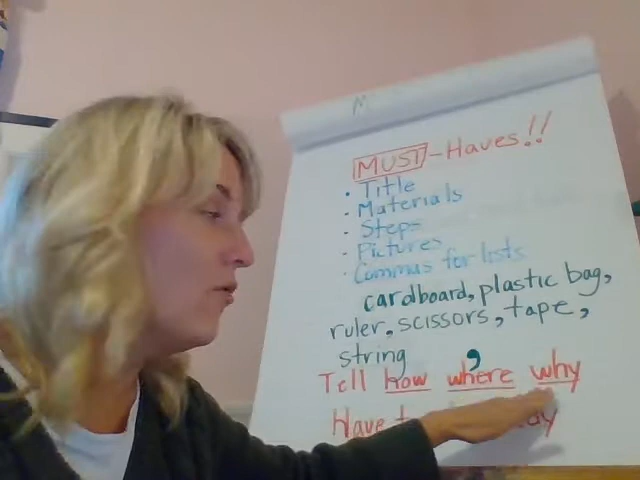 M
MUST-Haves!!
· Title
· Materials
· Steps
· Pictures
· Commas for lists
cardboard, plastic bag,
ruler, scissors, tape,
string ,
Tell how where why
Have